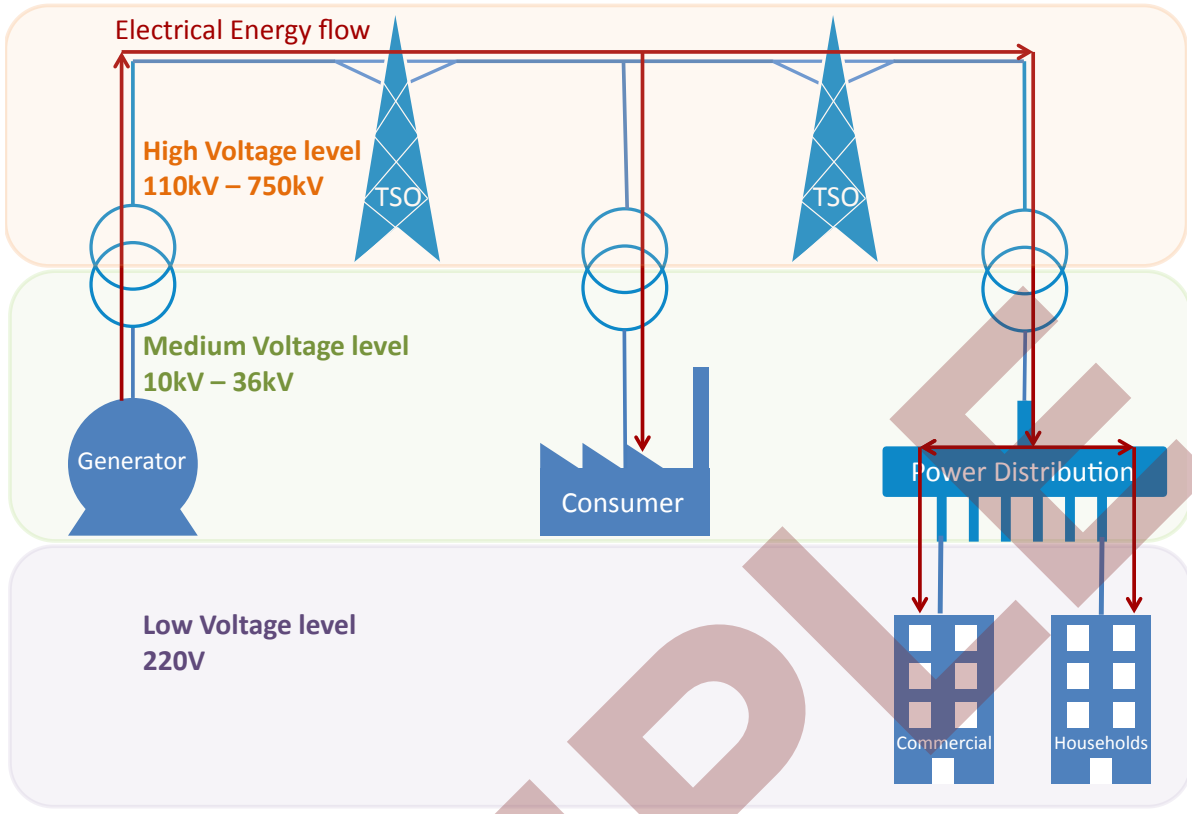 Electrical Energy flow
High Voltage level
110kV – 750kV
TSO
TSO
Medium Voltage level
10kV – 36kV
Generator
Consumer
Power Distribution
Low Voltage level
220V
Commercial
Households
PLE